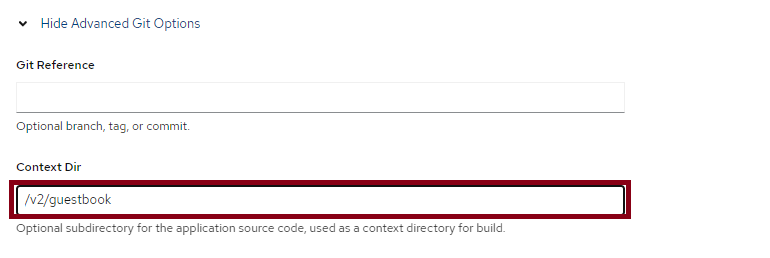 Hide Advanced Git Options
Git Reference
Optional branch, tag, or commit.
Context Dir
/v2/guestbook
Optional subdirectory for the application source code, used as a context directory for build.